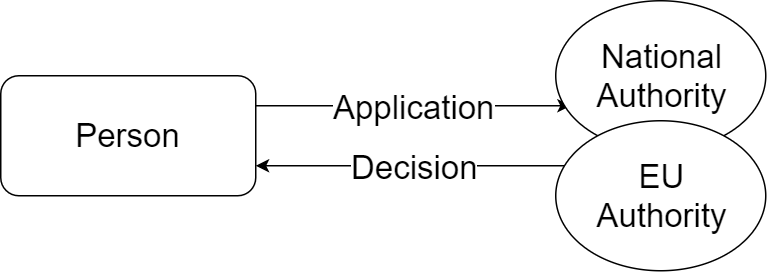 Person
Application
Decision
National
Authority
EU
Authority